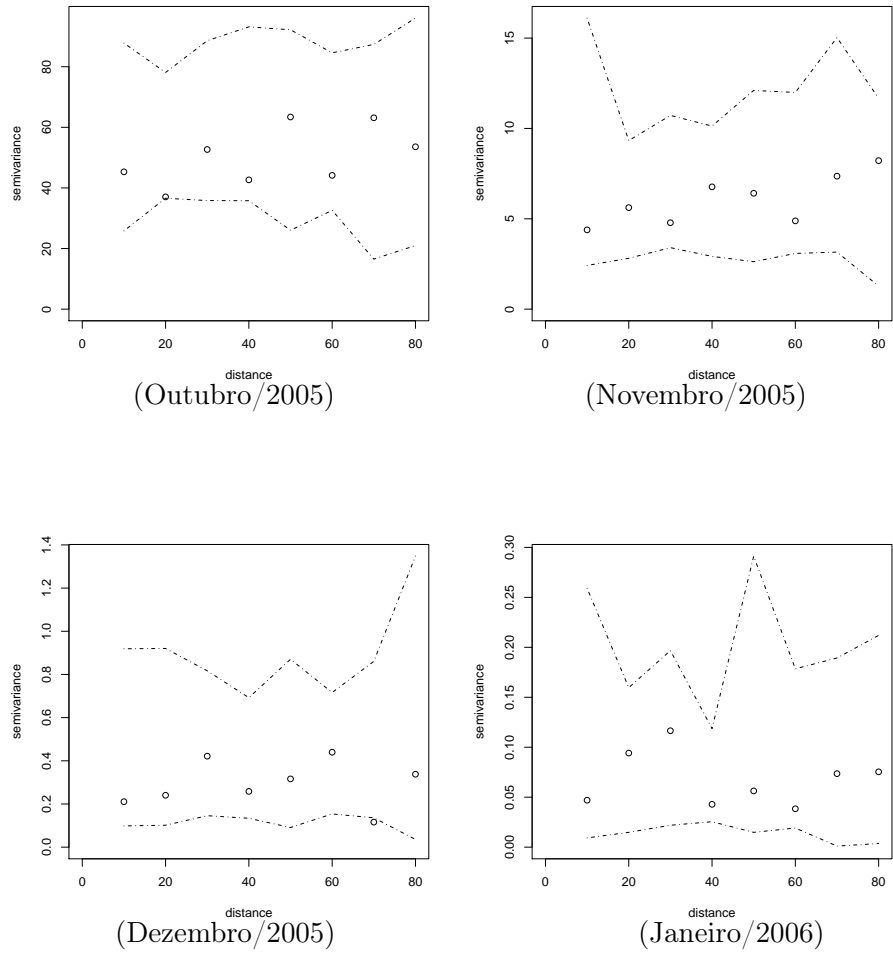 0 20 40 60 80
semivariance
0 20 40 60 80
distance
(Outubro/2005)
0 5 10 15
semivariance
0 20 40 60 80
distance
(Novembro/2005)
0.0 0.2 0.4 0.6 0.8 1.0 1.2 1.4
semivariance
0 20 40 60 80
distance
(Dezembro/2005)
0.00 0.05 0.10 0.15 0.20 0.25 0.30
semivariance
0 20 40 60 80
distance
(Janeiro/2006)